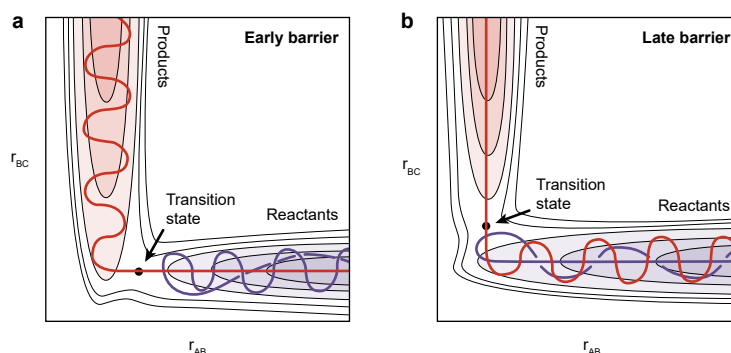 a
Early barrier
Products
r_BC
Transition
state
Reactants
r_AB
b
Late barrier
Products
r_BC
Transition
state
Reactants
r_AB